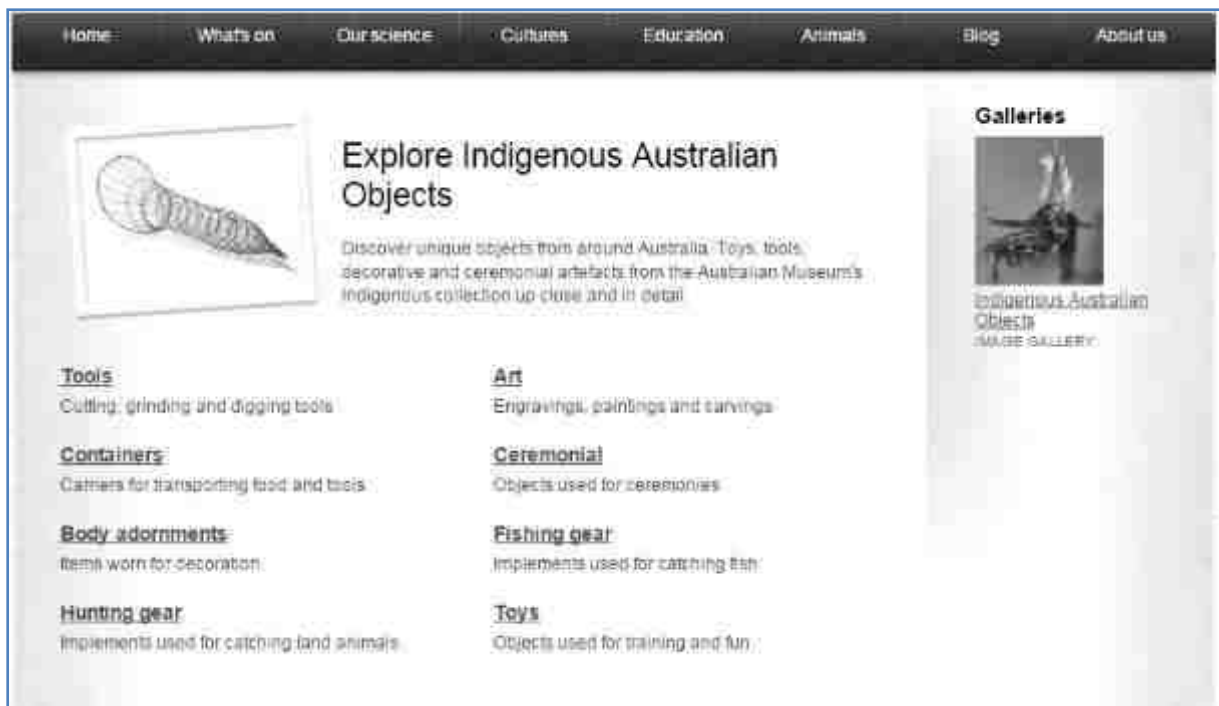 Home What's on Our science Cultures Education Animals Blog About us
Explore Indigenous Australian
Objects
Discover unique objects from around Australia. Toys, tools,
decorative and ceremonial artefacts from the Australian Museum's
Indigenous collection up close and in detail.
Tools
Cutting, grinding and digging tools
Containers
Carriers for transporting food and tools
Body adornments
Items worn for decoration
Hunting gear
Implements used for catching land animals
Art
Engravings, paintings and carvings
Ceremonial
Objects used for ceremonies
Fishing gear
Implements used for catching fish
Toys
Objects used for training and fun
Galleries
Indigenous Australian
Objects
IMAGE GALLERY